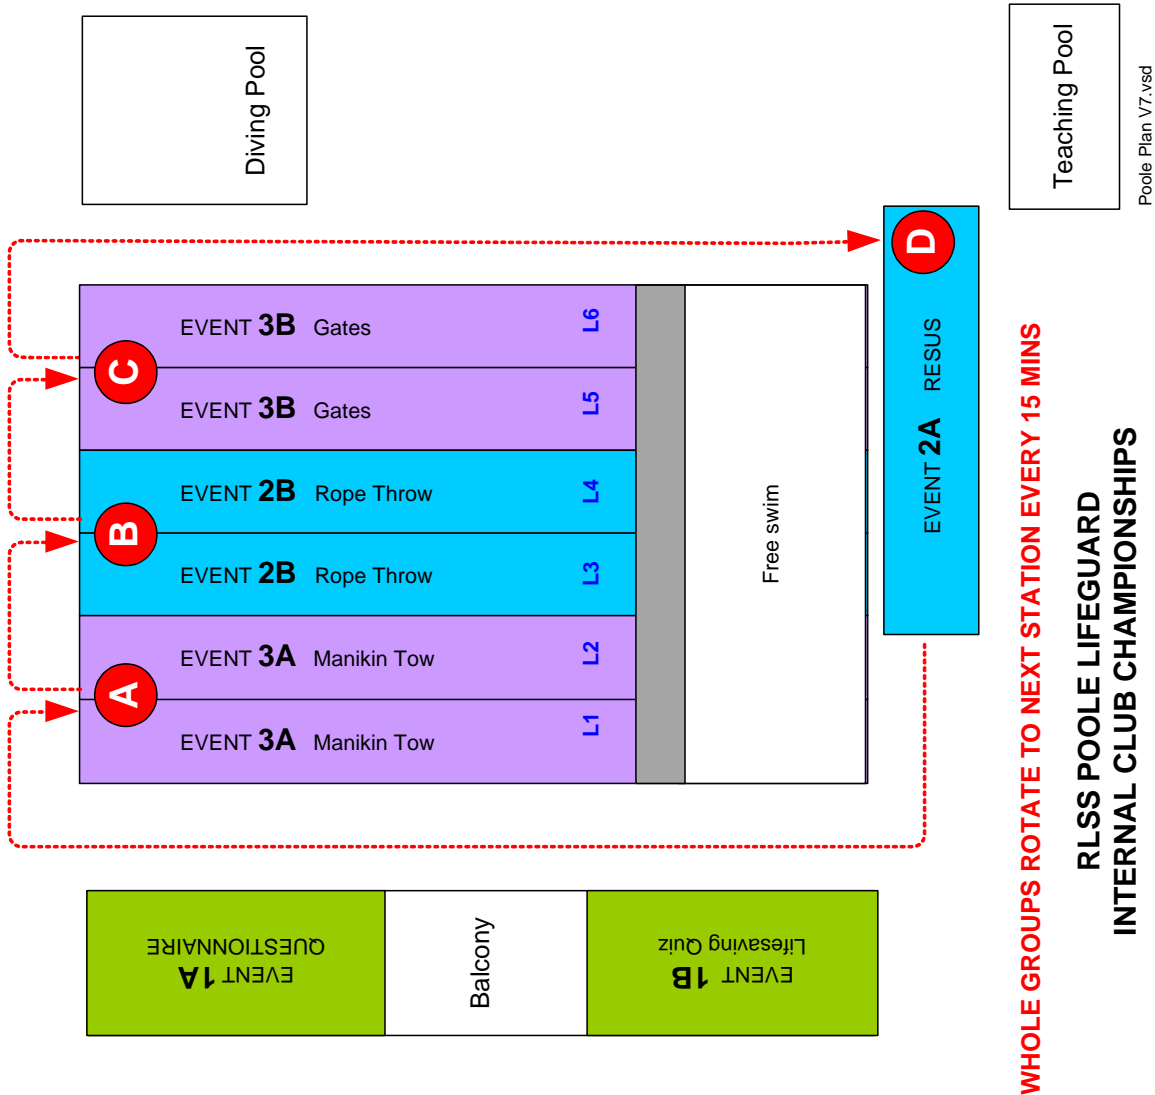 Diving Pool
Teaching Pool
Poole Plan V7.vsd
C
EVENT 3B Gates
L6
EVENT 3B Gates
L5
B
EVENT 2B Rope Throw
L4
EVENT 2B Rope Throw
L3
A
EVENT 3A Manikin Tow
L2
EVENT 3A Manikin Tow
L1
Free swim
D
EVENT 2A RESUS
EVENT 1A
QUESTIONNAIRE
Balcony
EVENT 1B
Lifesaving Quiz
WHOLE GROUPS ROTATE TO NEXT STATION EVERY 15 MINS
RLSS POOLE LIFEGUARD
INTERNAL CLUB CHAMPIONSHIPS